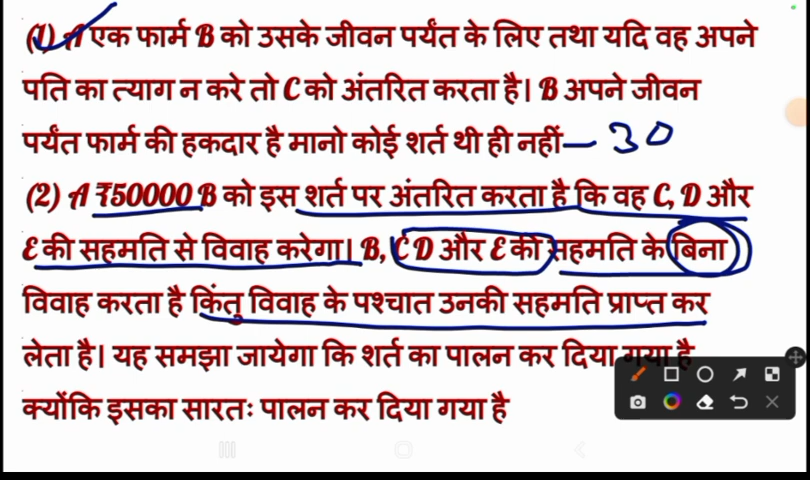 (1) A एक फार्म B को उसके जीवन पर्यंत के लिए तथा यदि वह अपने
पति का त्याग न करे तो C को अंतरित करता है। B अपने जीवन
पर्यंत फार्म की हकदार है मानो कोई शर्त थी ही नहीं— 30
(2) A ₹50000 B को इस शर्त पर अंतरित करता है कि वह C, D और
E की सहमति से विवाह करेगा। B, C D और E की सहमति के बिना
विवाह करता है किंतु विवाह के पश्चात उनकी सहमति प्राप्त कर
लेता है। यह समझा जायेगा कि शर्त का पालन कर दिया गया है
क्योंकि इसका सारतः पालन कर दिया गया है